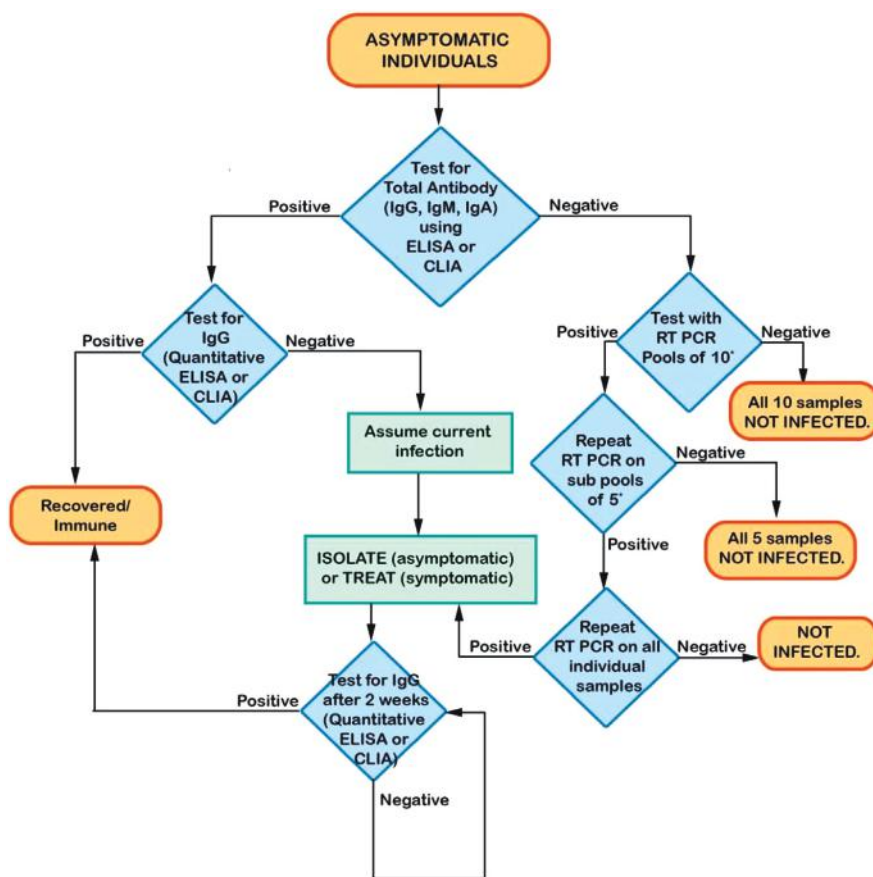 ASYMPTOMATIC
INDIVIDUALS
Test for
Total Antibody
(IgG, IgM, IgA)
using
ELISA or
CLIA
Positive
Negative
Test for
IgG
(Quantitative
ELISA or
CLIA)
Positive
Negative
Test with
RT PCR
Pools of 10*
Positive
Negative
All 10 samples
NOT INFECTED.
Assume current
infection
Repeat
RT PCR on
sub pools
of 5*
Negative
Positive
All 5 samples
NOT INFECTED.
Recovered/
Immune
ISOLATE (asymptomatic)
or TREAT (symptomatic)
Repeat
RT PCR on all
individual
samples
Positive
Negative
NOT
INFECTED.
Test for IgG
after 2 weeks
(Quantitative
ELISA or
CLIA)
Positive
Negative